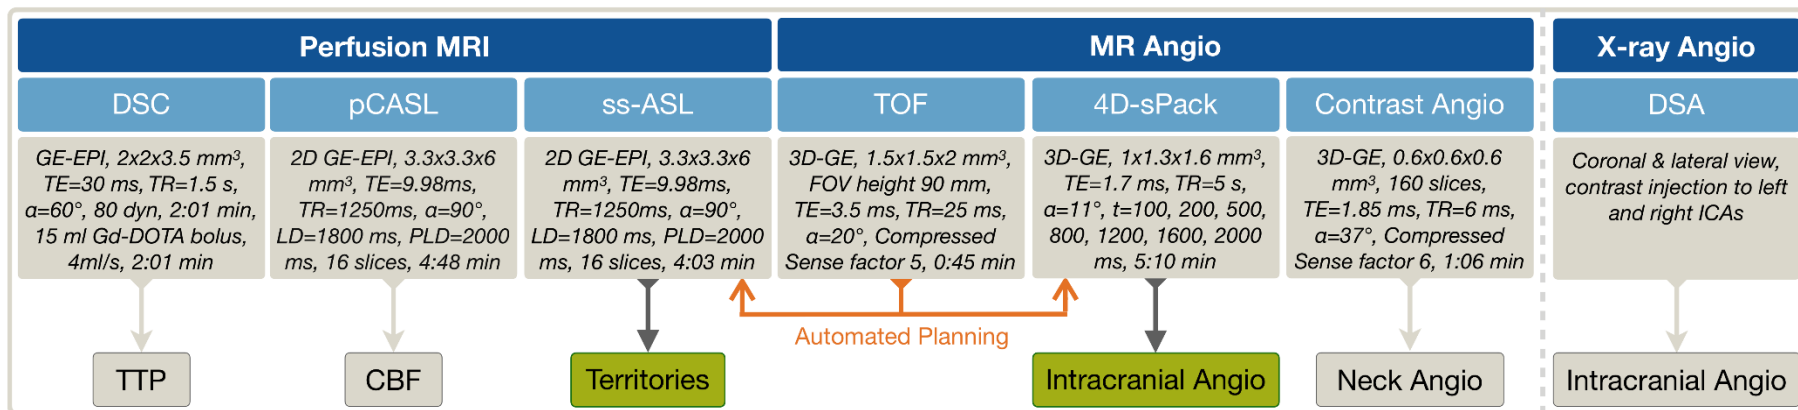 Perfusion MRI
MR Angio
X-ray Angio
DSC
pCASL
ss-ASL
TOF
4D-sPack
Contrast Angio
DSA
GE-EPI, 2x2x3.5 mm³,
TE=30 ms, TR=1.5 s,
α=60°, 80 dyn, 2:01 min,
15 ml Gd-DOTA bolus,
4ml/s, 2:01 min
2D GE-EPI, 3.3x3.3x6
mm³, TE=9.98ms,
TR=1250ms, α=90°,
LD=1800 ms, PLD=2000
ms, 16 slices, 4:48 min
2D GE-EPI, 3.3x3.3x6
mm³, TE=9.98ms,
TR=1250ms, α=90°,
LD=1800 ms, PLD=2000
ms, 16 slices, 4:03 min
3D-GE, 1.5x1.5x2 mm³,
FOV height 90 mm,
TE=3.5 ms, TR=25 ms,
α=20°, Compressed
Sense factor 5, 0:45 min
3D-GE, 1x1.3x1.6 mm³,
TE=1.7 ms, TR=5 s,
α=11°, t=100, 200, 500,
800, 1200, 1600, 2000
ms, 5:10 min
3D-GE, 0.6x0.6x0.6
mm³, 160 slices,
TE=1.85 ms, TR=6 ms,
α=37°, Compressed
Sense factor 6, 1:06 min
Coronal & lateral view,
contrast injection to left
and right ICAs
Automated Planning
TTP
CBF
Territories
Intracranial Angio
Neck Angio
Intracranial Angio